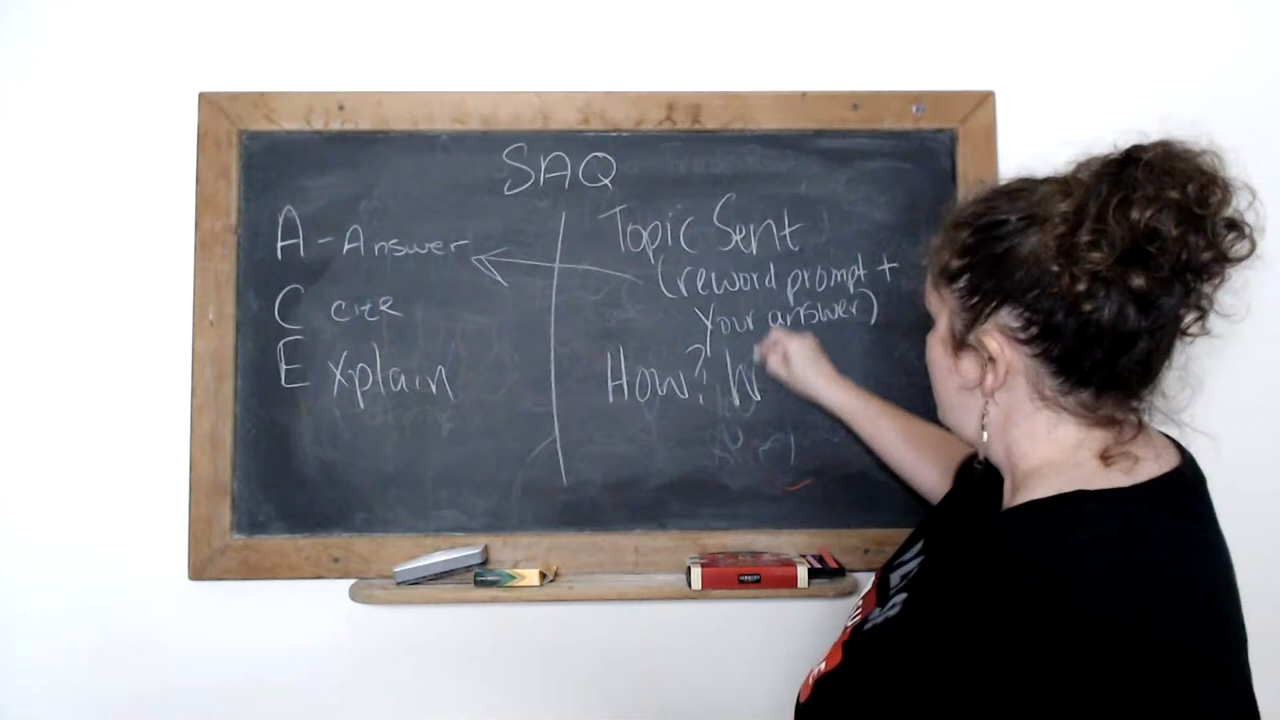 SAQ
A - Answer
C cite
E Xplain
Topic Sent
(reword prompt +
your answer)
How? W